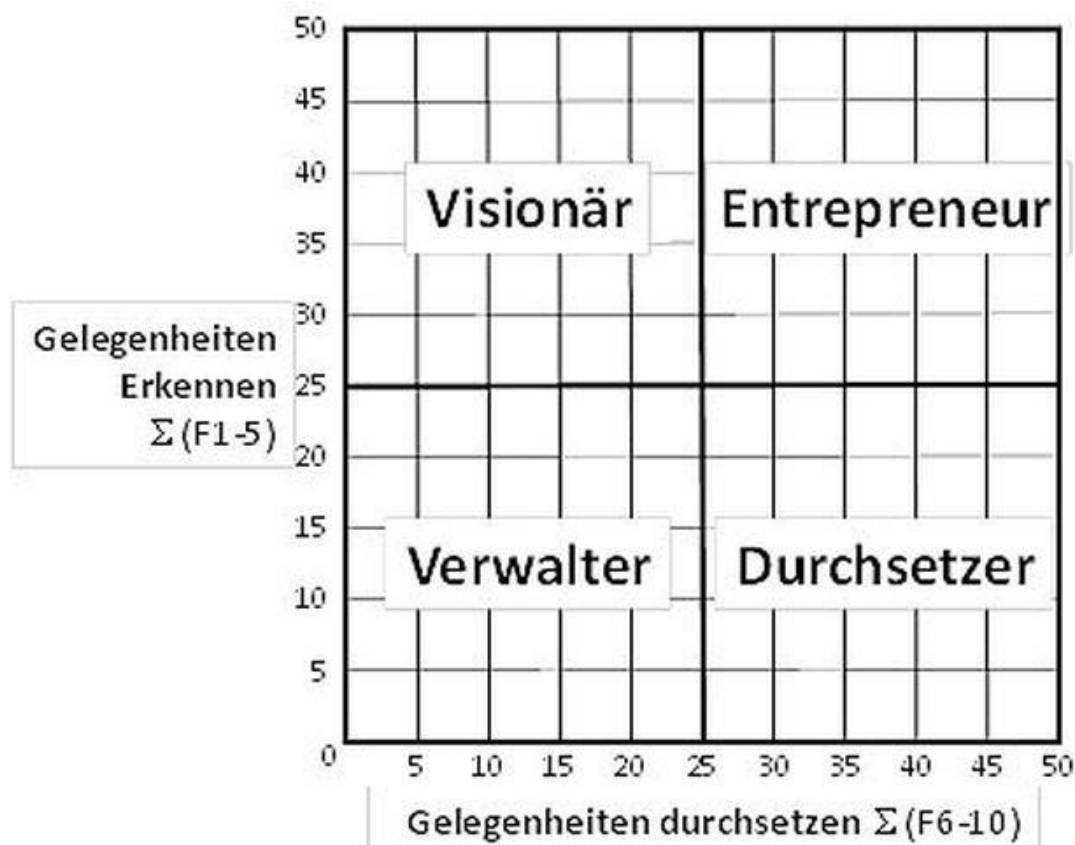 50
45
40
Visionär Entrepreneur
35
30
Gelegenheiten
Erkennen
Σ (F1-5)
25
20
15
Verwalter Durchsetzer
10
5
0
5 10 15 20 25 30 35 40 45 50
Gelegenheiten durchsetzen Σ (F6-10)